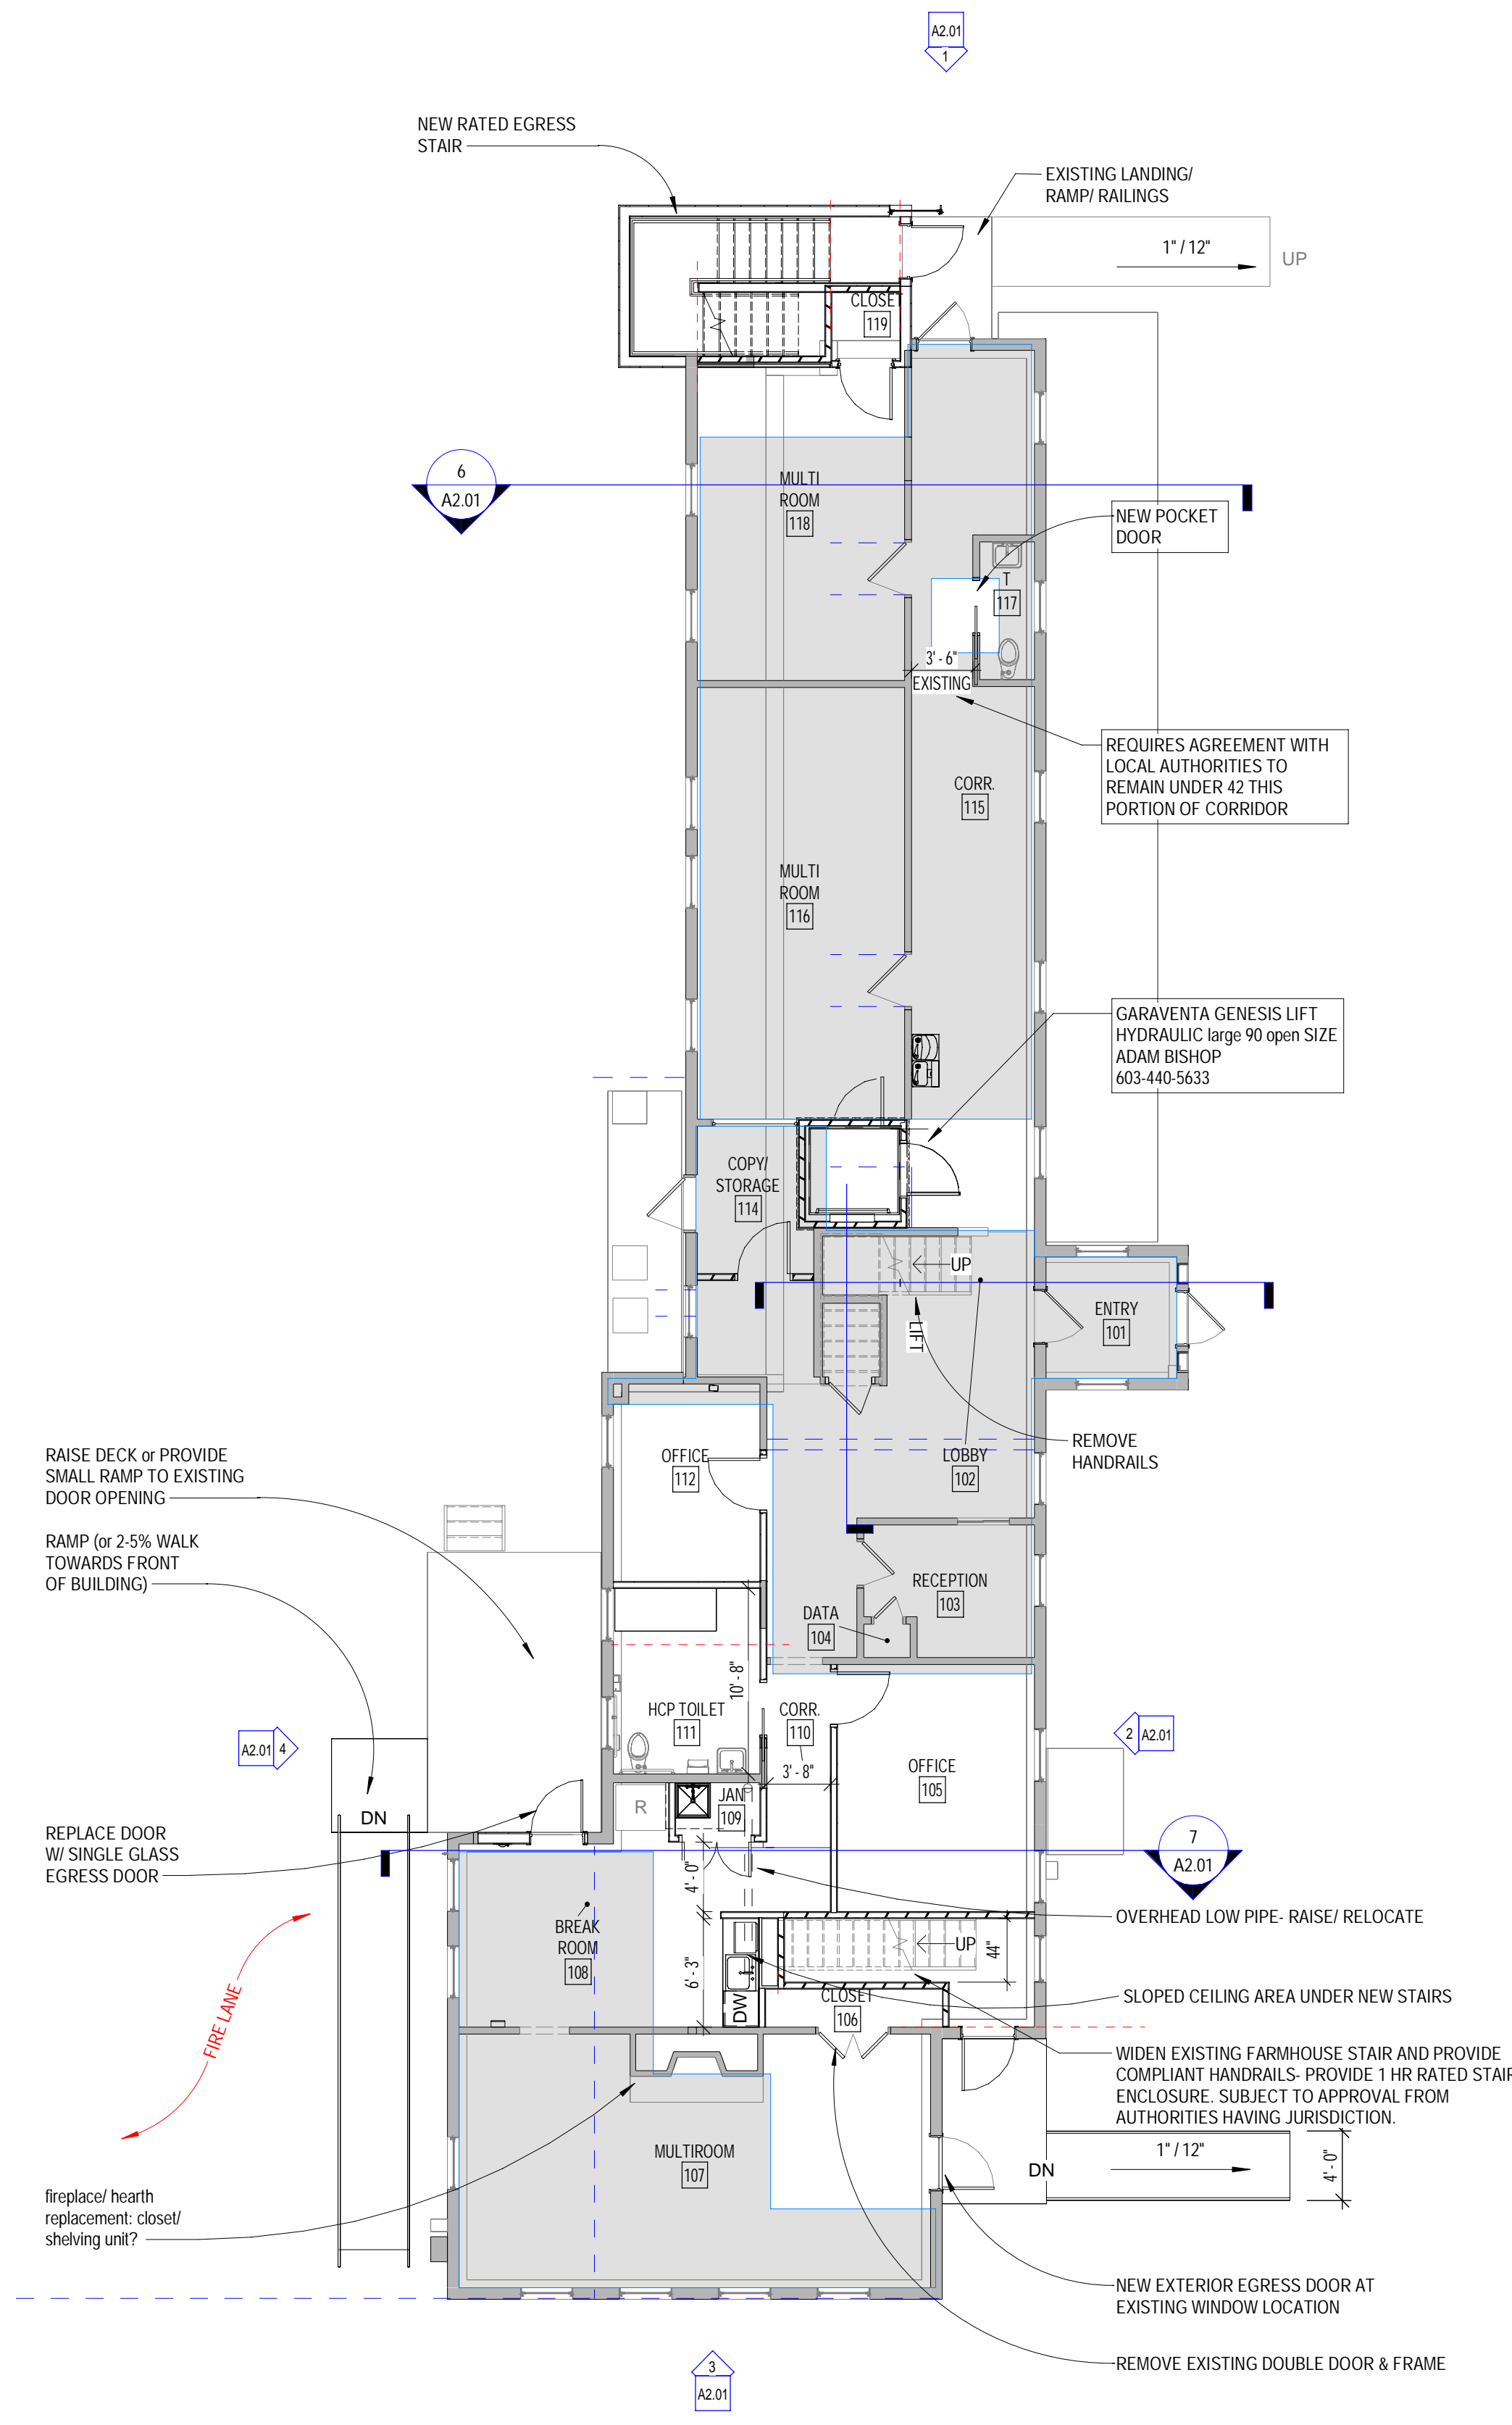 A2.01
1
NEW RATED EGRESS
STAIR
EXISTING LANDING/
RAMP/ RAILINGS
1" / 12"
UP
CLOSET
119
6
A2.01
MULTI
ROOM
118
NEW POCKET
DOOR
T
117
3' - 6"
EXISTING
REQUIRES AGREEMENT WITH
LOCAL AUTHORITIES TO
REMAIN UNDER 42 THIS
PORTION OF CORRIDOR
CORR.
115
MULTI
ROOM
116
GARAVENTA GENESIS LIFT
HYDRAULIC large 90 open SIZE
ADAM BISHOP
603-440-5633
COPY/
STORAGE
114
UP
LIFT
ENTRY
101
REMOVE
HANDRAILS
OFFICE
112
LOBBY
102
RAISE DECK or PROVIDE
SMALL RAMP TO EXISTING
DOOR OPENING
RAMP (or 2-5% WALK
TOWARDS FRONT
OF BUILDING)
RECEPTION
103
DATA
104
10' - 8"
HCP TOILET
111
CORR.
110
3' - 8"
A2.01
4
2
A2.01
OFFICE
105
JAN
109
R
DN
REPLACE DOOR
W/ SINGLE GLASS
EGRESS DOOR
7
A2.01
4' - 0"
OVERHEAD LOW PIPE- RAISE/ RELOCATE
BREAK
ROOM
108
UP
44"
6' - 3"
DW
CLOSET
106
SLOPED CEILING AREA UNDER NEW STAIRS
FIRE LANE
WIDEN EXISTING FARMHOUSE STAIR AND PROVIDE
COMPLIANT HANDRAILS- PROVIDE 1 HR RATED STAIR
ENCLOSURE. SUBJECT TO APPROVAL FROM
AUTHORITIES HAVING JURISDICTION.
MULTIROOM
107
DN
1" / 12"
4' - 0"
fireplace/ hearth
replacement: closet/
shelving unit?
NEW EXTERIOR EGRESS DOOR AT
EXISTING WINDOW LOCATION
REMOVE EXISTING DOUBLE DOOR & FRAME
3
A2.01